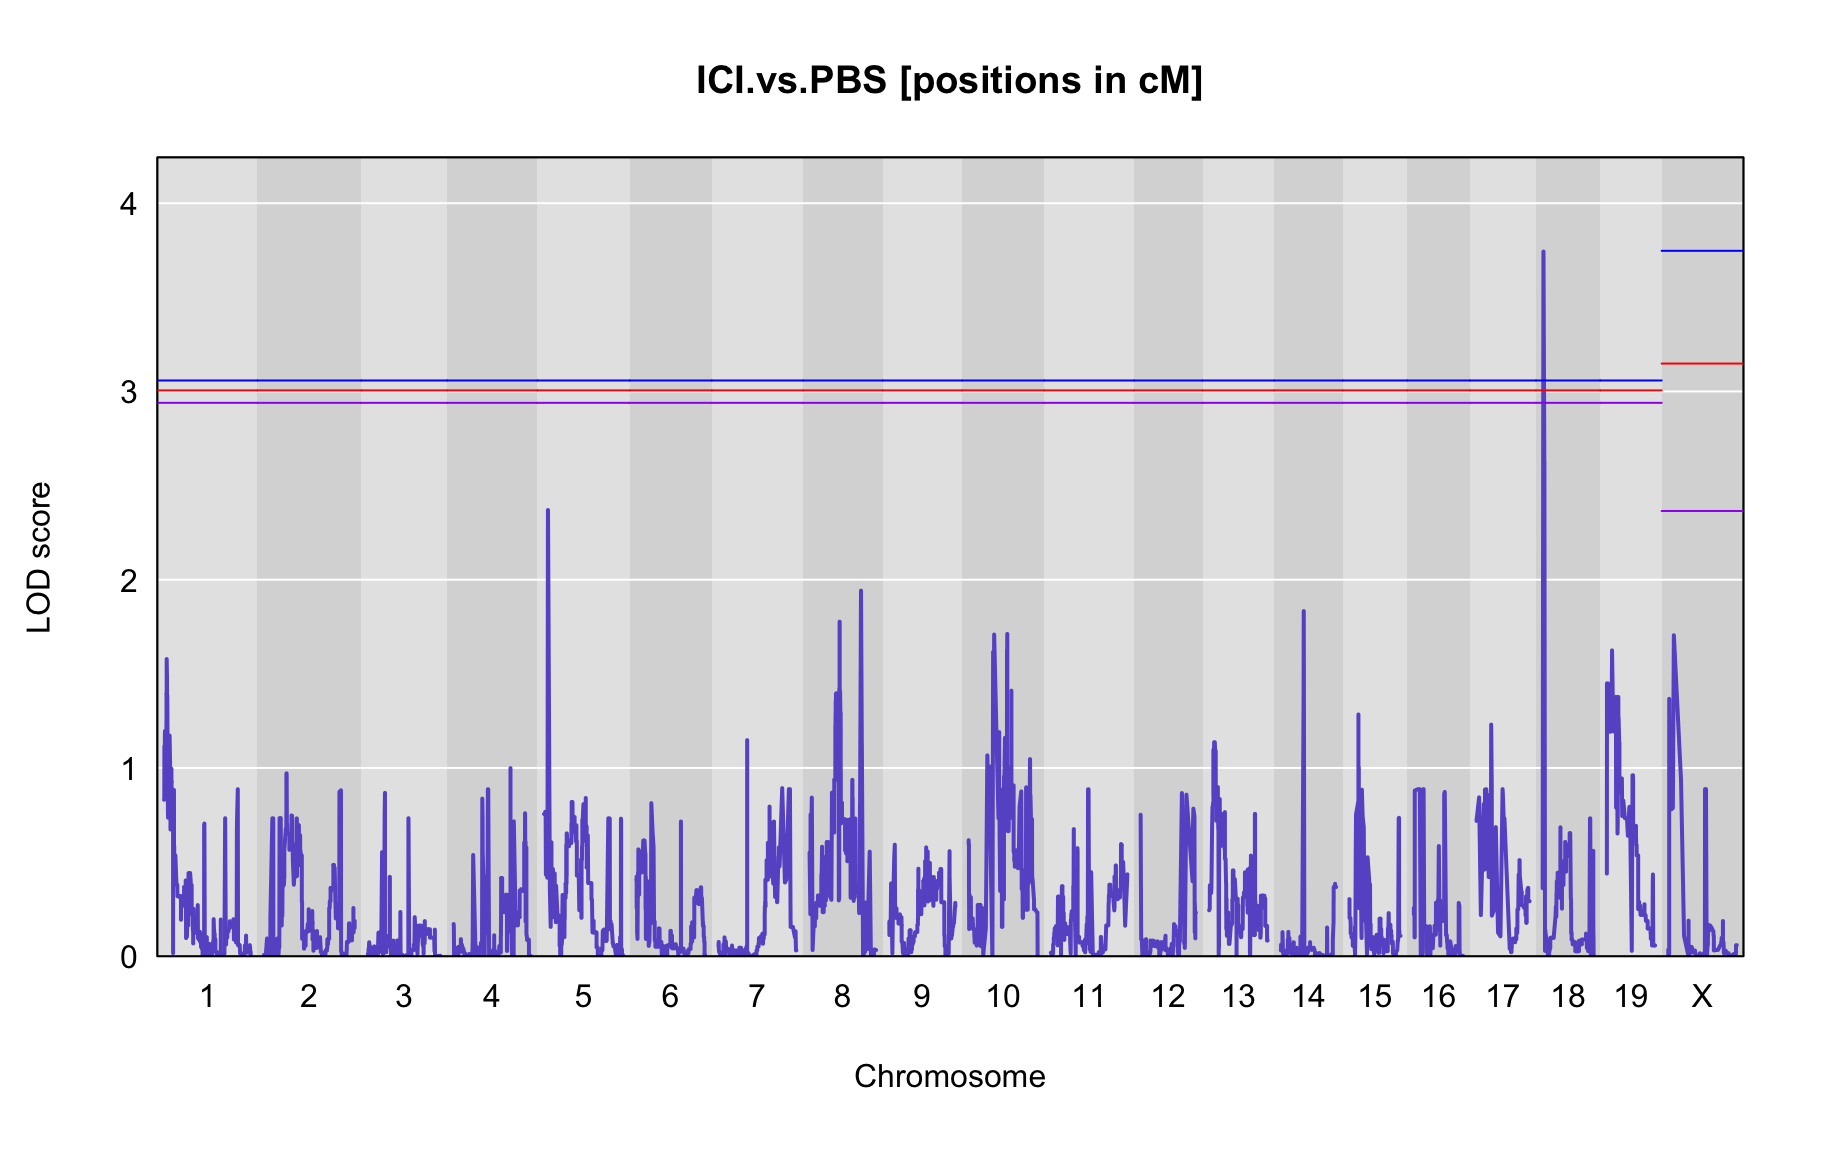 ICI.vs.PBS [positions in cM]
4
3
2
1
0
LOD score
1 2 3 4 5 6 7 8 9 10 11 12 13 14 15 16 17 18 19 X
Chromosome